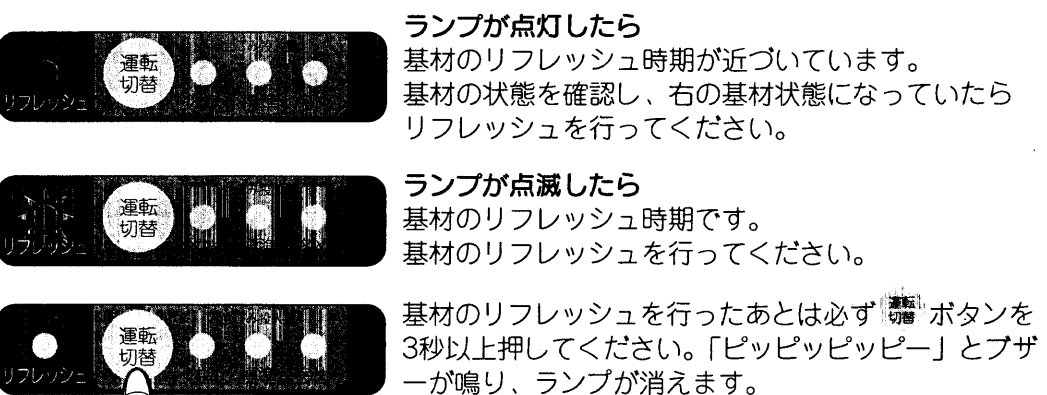 ランプが点灯したら
運転
切替
リフレッシュ
基材のリフレッシュ時期が近づいています。
基材の状態を確認し、右の基材状態になっていたら
リフレッシュを行ってください。
ランプが点滅したら
運転
切替
リフレッシュ
基材のリフレッシュ時期です。
基材のリフレッシュを行ってください。
運転
切替
リフレッシュ
基材のリフレッシュを行ったあとは必ず 運転切替 ボタンを
3秒以上押してください。「ピッピッピッピー」とブザ
ーが鳴り、ランプが消えます。